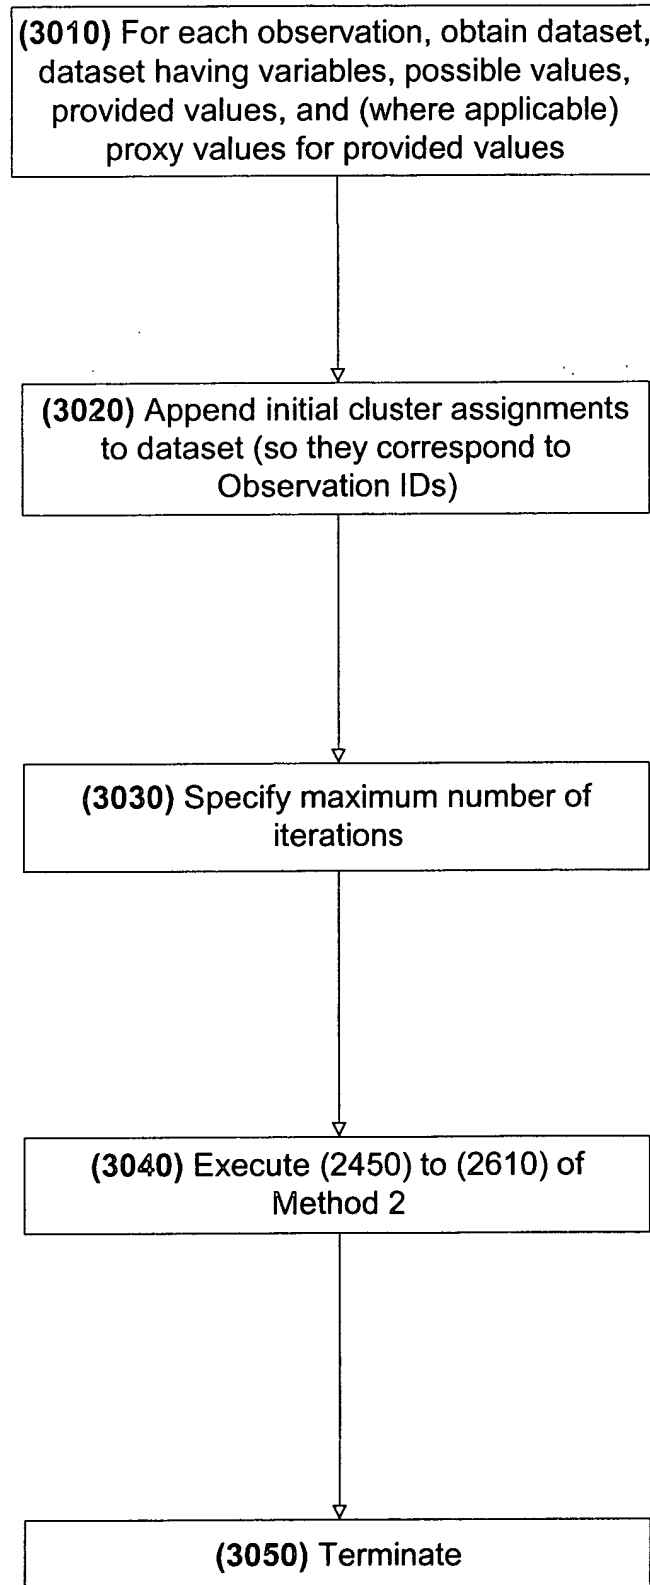 (3010) For each observation, obtain dataset,
dataset having variables, possible values,
provided values, and (where applicable)
proxy values for provided values
(3020) Append initial cluster assignments
to dataset (so they correspond to
Observation IDs)
(3030) Specify maximum number of
iterations
(3040) Execute (2450) to (2610) of
Method 2
(3050) Terminate